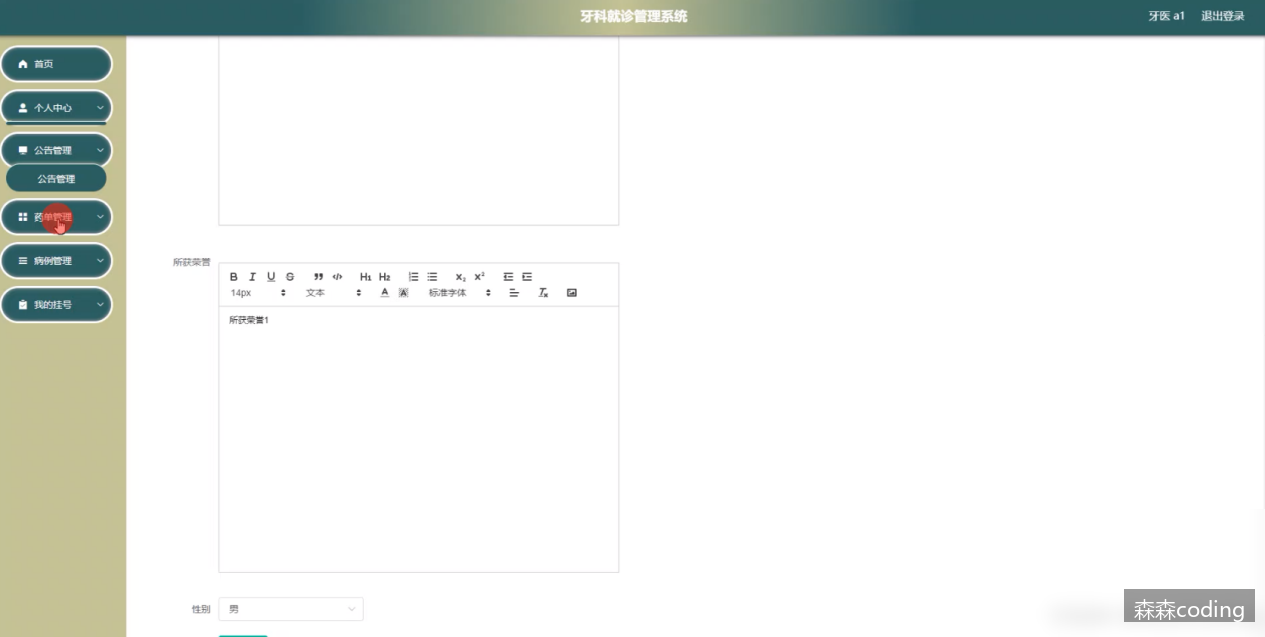 牙科就诊管理系统
牙医 a1 退出登录
首页
个人中心
公告管理
公告管理
药单管理
病例管理
我的挂号
所获荣誉
B I U S ” </> H1 H2 X2 X2
14px 文本 A A 标准字体 Tx
所获荣誉1
性别 男
森森coding